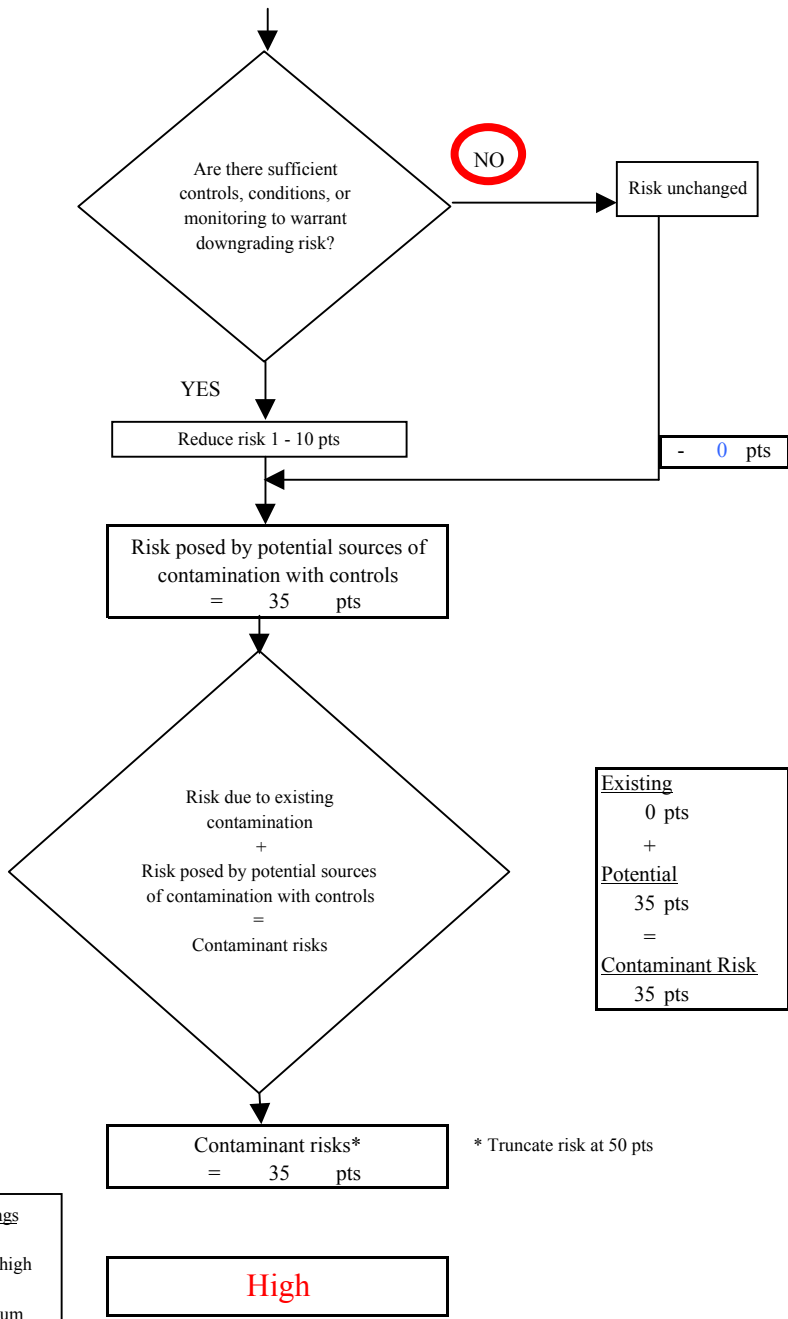 Are there sufficient
controls, conditions, or
monitoring to warrant
downgrading risk?
NO
Risk unchanged
YES
Reduce risk 1 - 10 pts
- 0 pts
Risk posed by potential sources of
contamination with controls
= 35 pts
Risk due to existing
contamination
+
Risk posed by potential sources
of contamination with controls
=
Contaminant risks
Existing
0 pts
+
Potential
35 pts
=
Contaminant Risk
35 pts
Contaminant risks*
= 35 pts
* Truncate risk at 50 pts
high
High